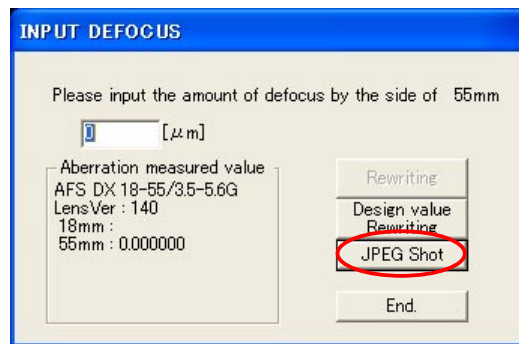 INPUT DEFOCUS
Please input the amount of defocus by the side of 55mm
0 [μm]
Aberration measured value
AFS DX 18-55/3.5-5.6G
LensVer : 140
18mm :
55mm : 0.000000
Rewriting
Design value
Rewriting
JPEG Shot
End.